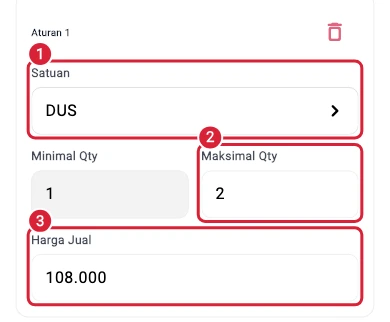 Aturan 1
1
Satuan
DUS
2
Minimal Qty
Maksimal Qty
1
2
3
Harga Jual
108.000